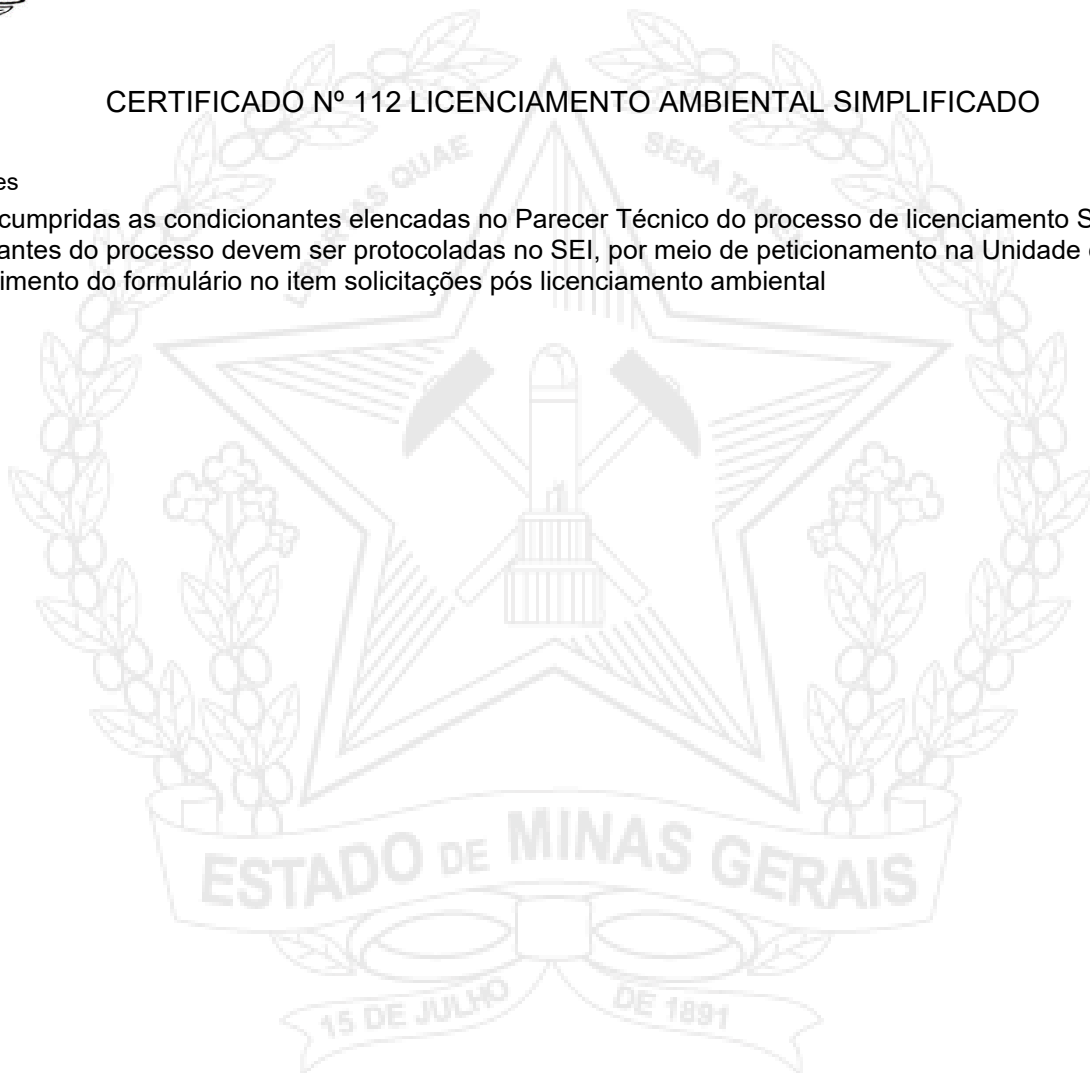 CERTIFICADO Nº 112 LICENCIAMENTO AMBIENTAL SIMPLIFICADO
es
cumpridas as condicionantes elencadas no Parecer Técnico do processo de licenciamento S
antes do processo devem ser protocoladas no SEI, por meio de peticionamento na Unidade
imento do formulário no item solicitações pós licenciamento ambiental
QUAE SERA
ESTADO DE MINAS GERAIS
15 DE JULHO DE 1891